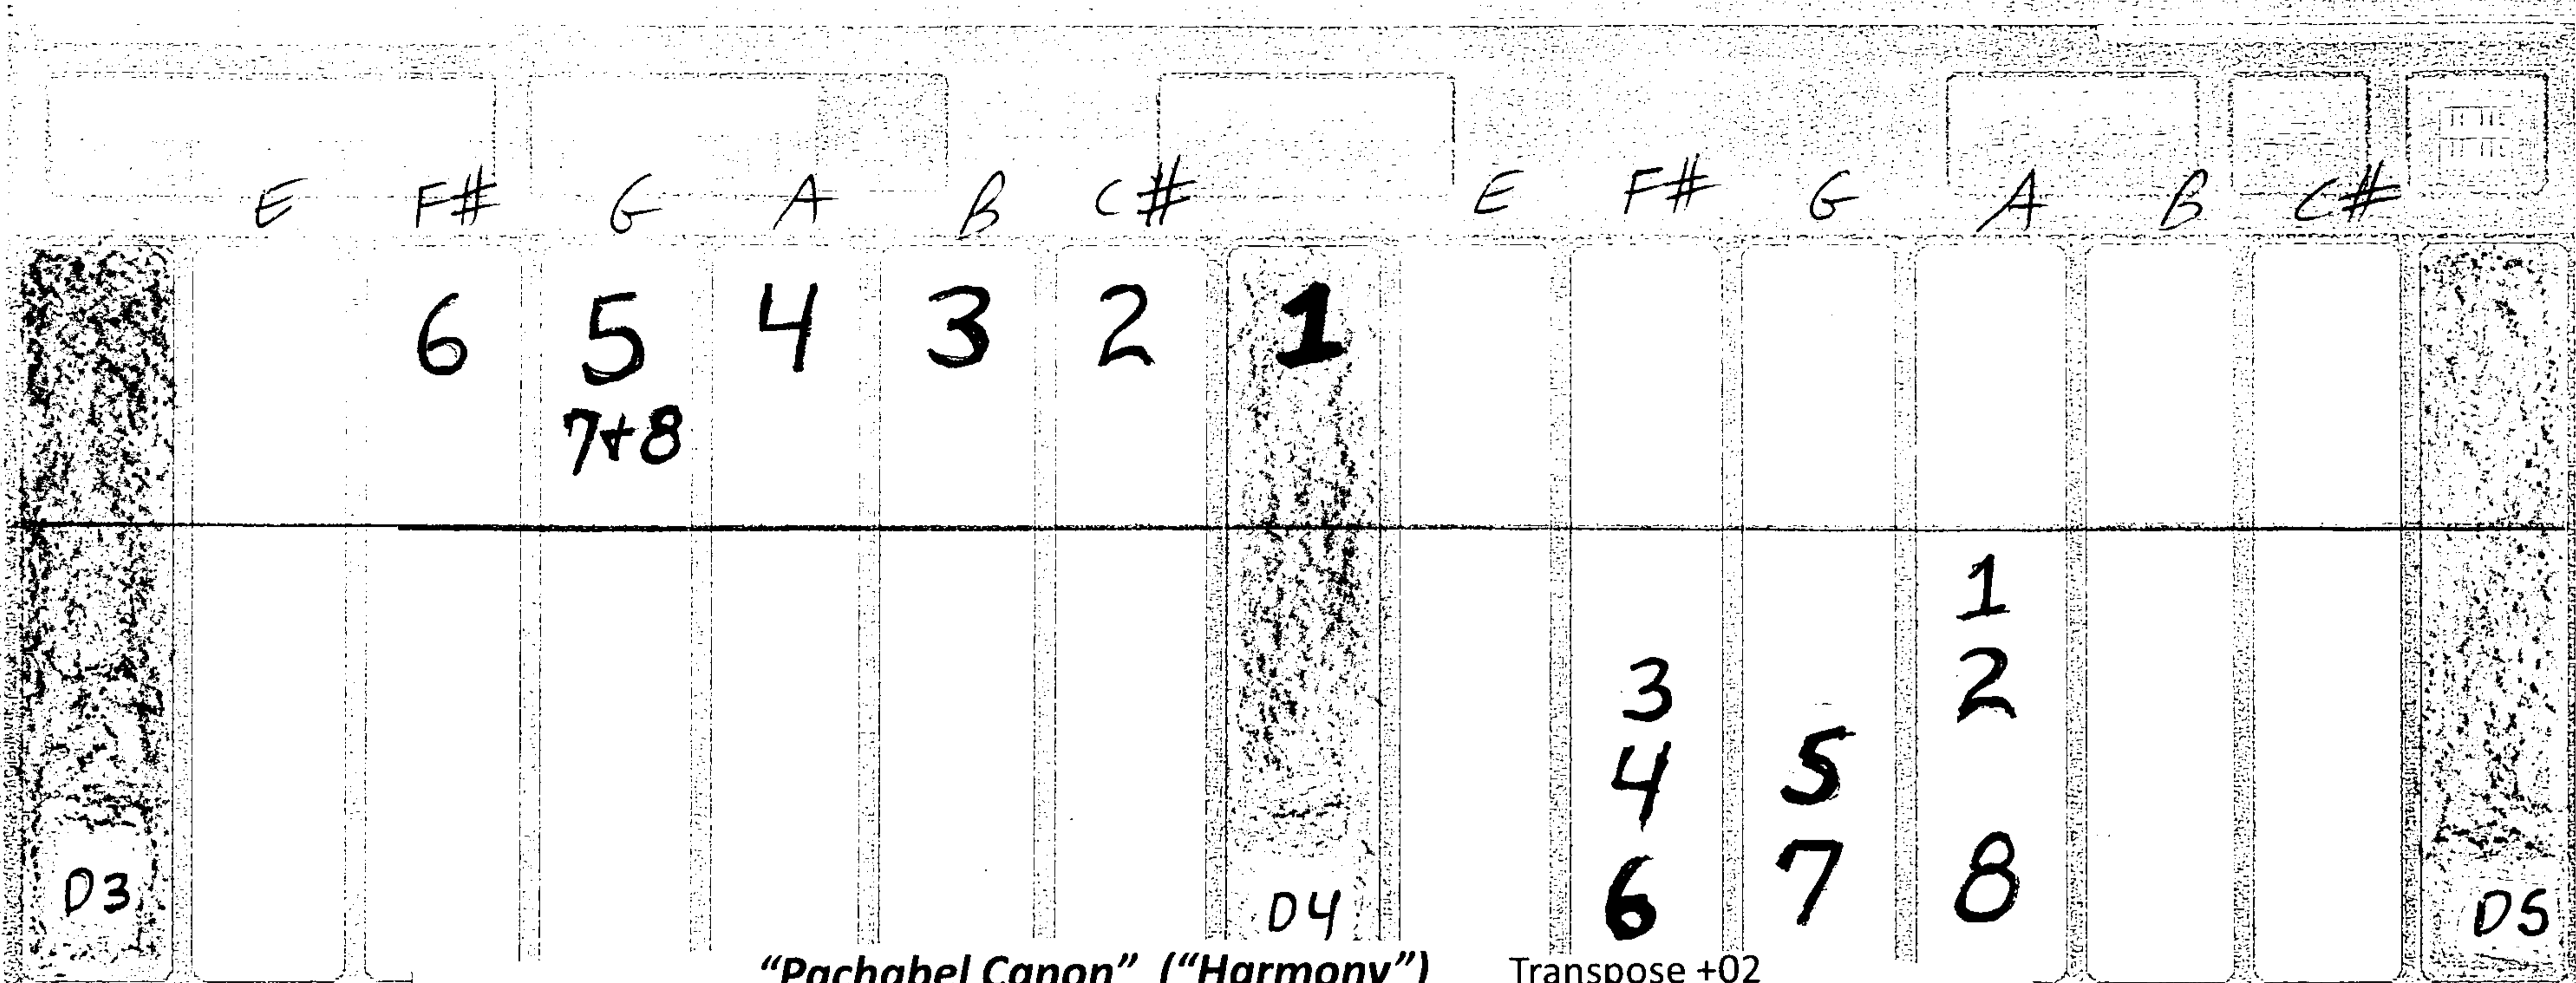 E F# G A B C# E F# G A B C#
6 5 4 3 2 1
7+8
1
3 2
4 5
6 7 8
D3 D4 D5
“Pachabel Canon” (“Harmony”) Transpose +02